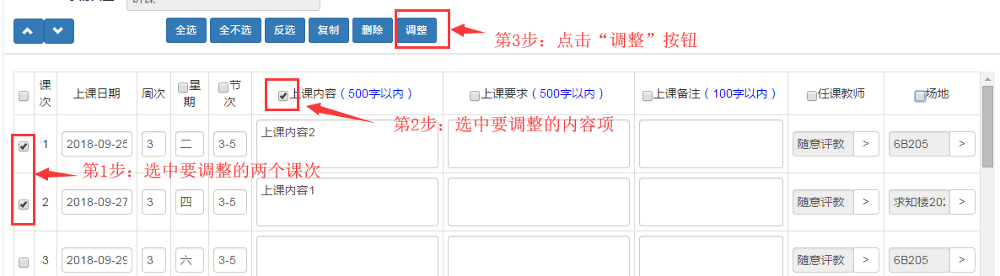 全选 全不选 反选 复制 删除 调整
第3步：点击“调整”按钮
课次 上课日期 周次 星期 节次 上课内容（500字以内） 上课要求（500字以内） 上课备注（100字以内） 任课教师 场地
第2步：选中要调整的内容项
1 2018-09-25 3 二 3-5 上课内容2 随意评教 > 6B205 >
第1步：选中要调整的两个课次
2 2018-09-27 3 四 3-5 上课内容1 随意评教 > 求知楼202 >
3 2018-09-29 3 六 3-5 随意评教 > 6B205 >